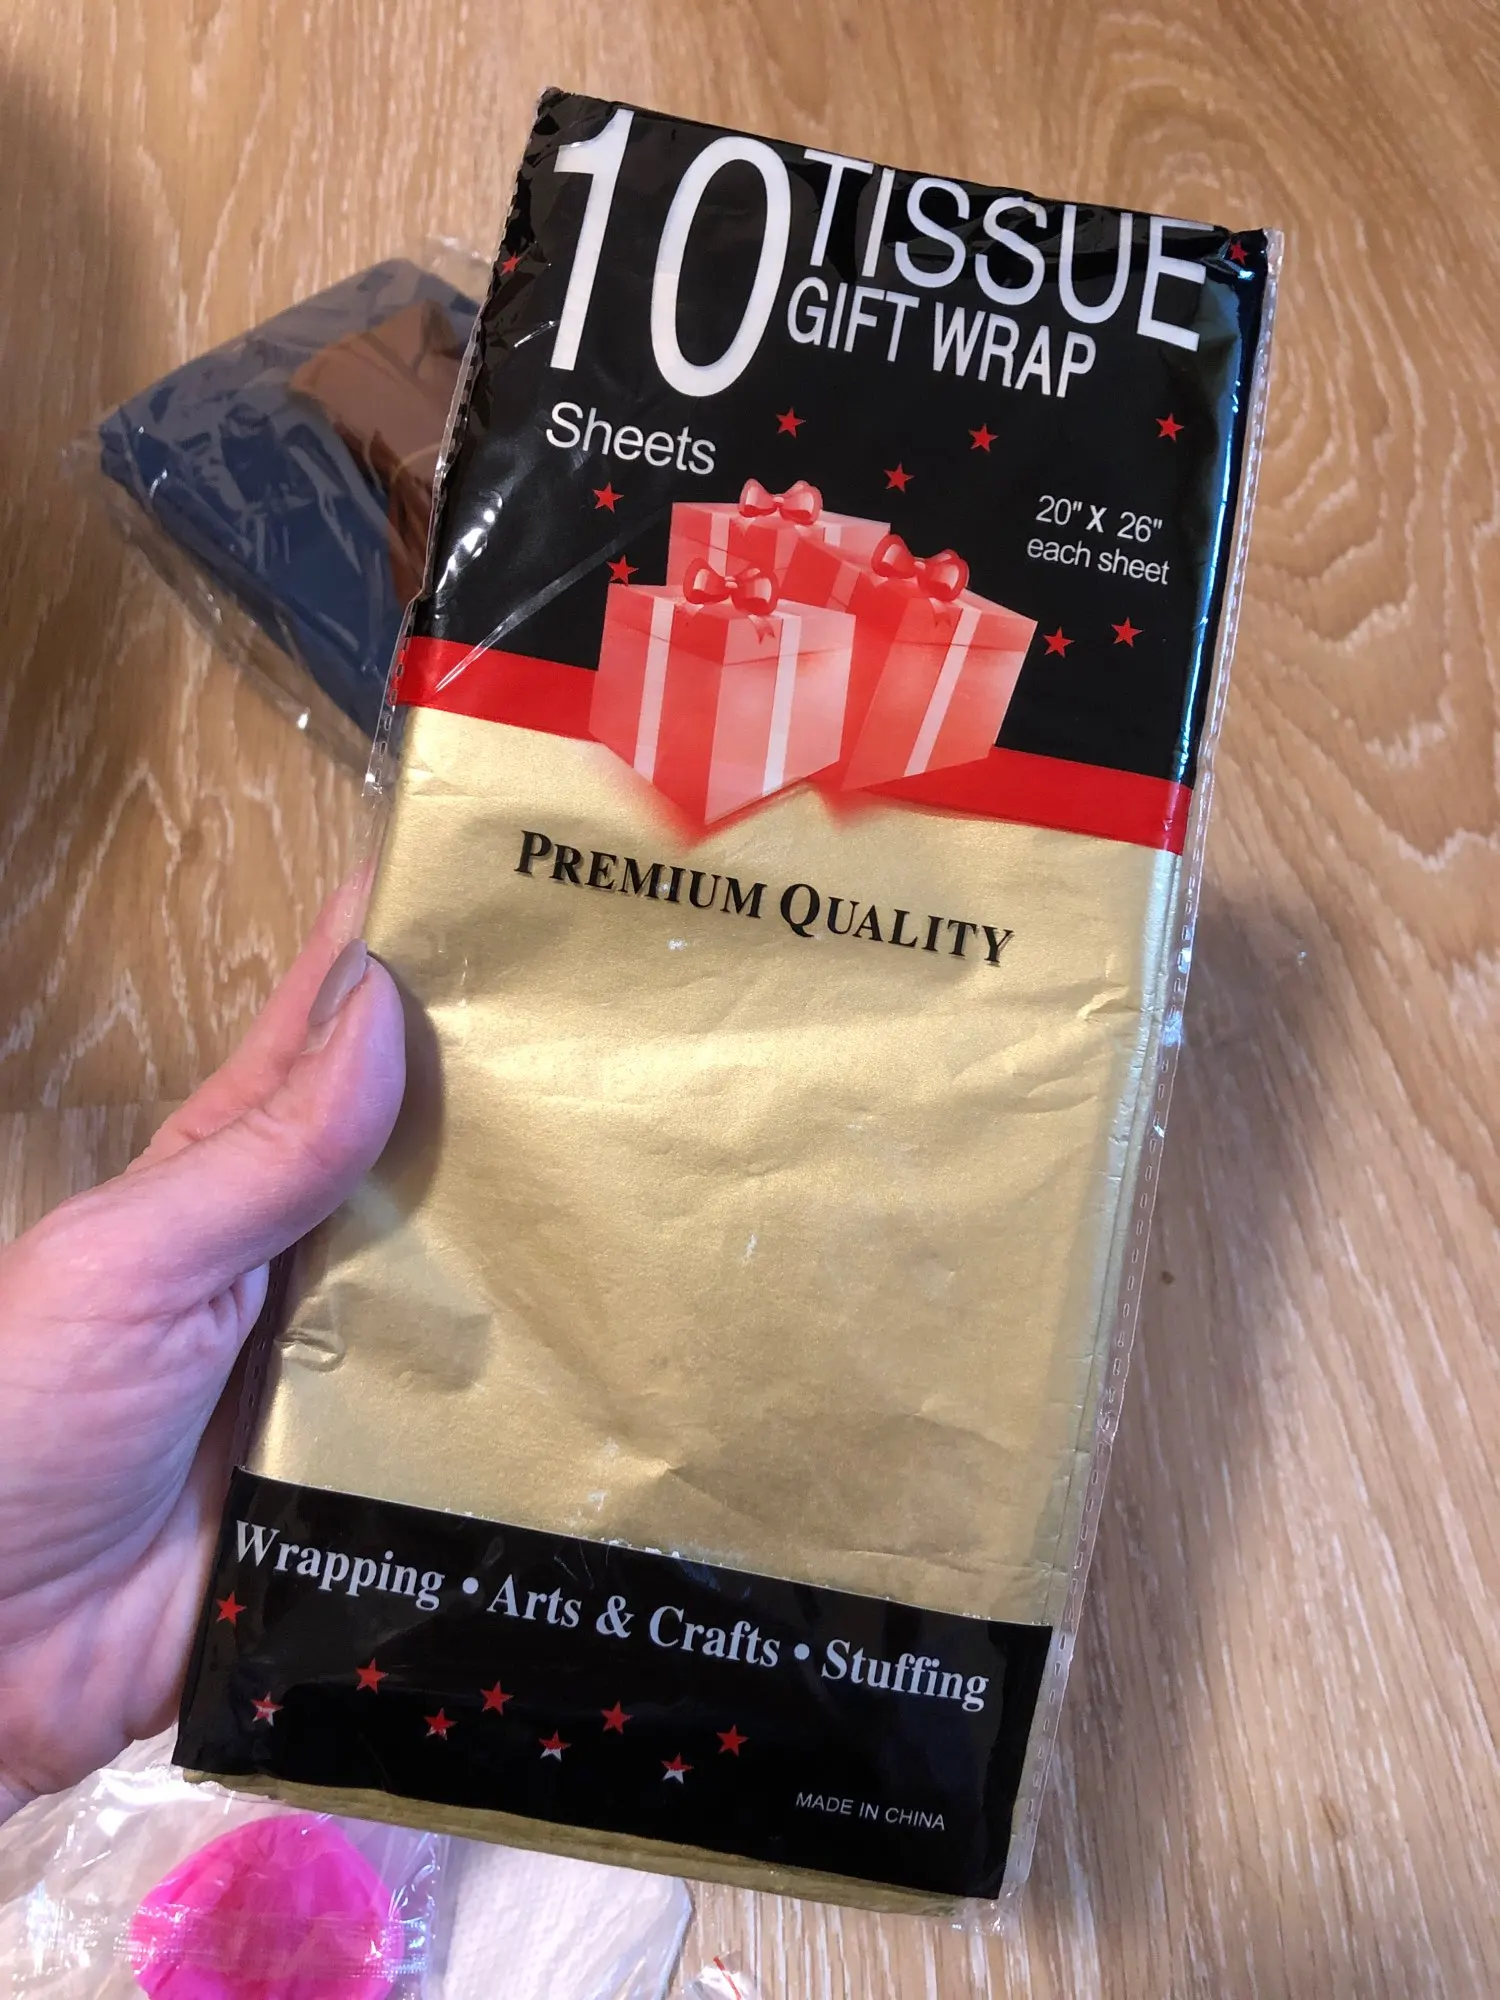 10 TISSUE
GIFT WRAP
Sheets
20" X 26"
each sheet
PREMIUM QUALITY
Wrapping • Arts & Crafts • Stuffing
MADE IN CHINA